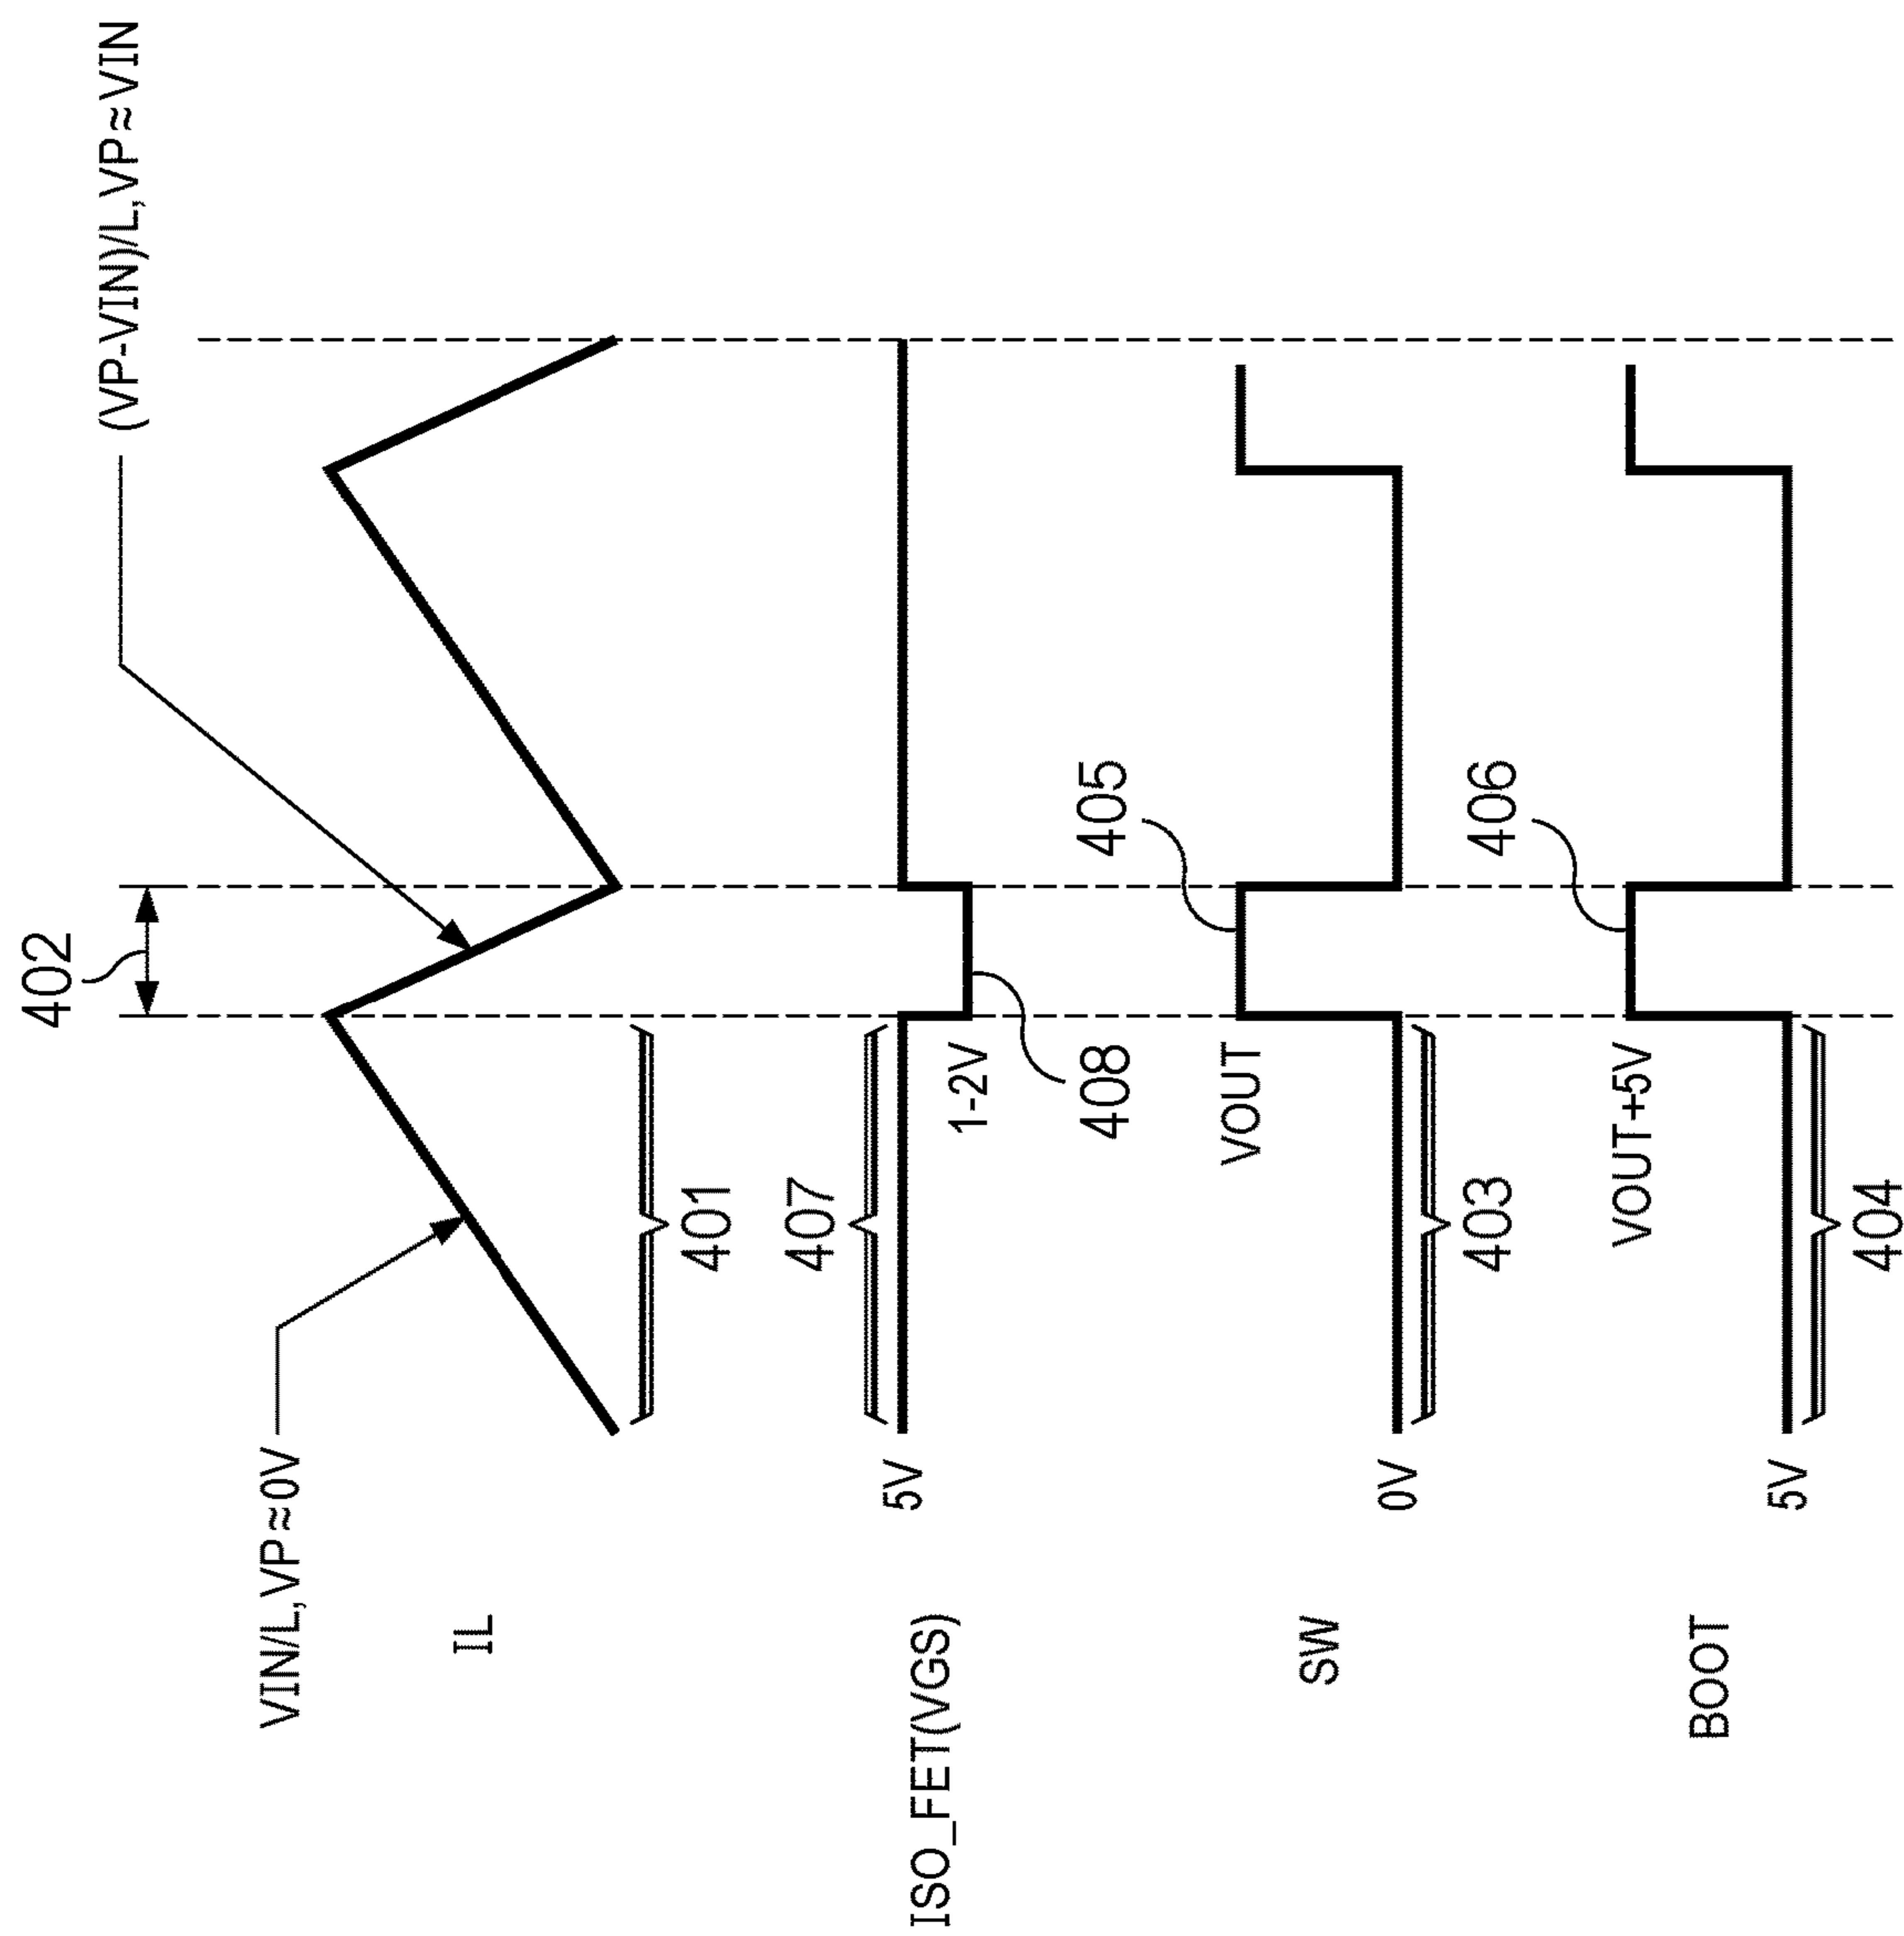 402
(VP-VIN)/L,VP≈VIN
VIN/L,VP≈0V
IL
401
407
ISO_FET(VGS)
5V
1-2V
408
405
VOUT
SW
0V
403
406
VOUT+5V
BOOT
5V
404